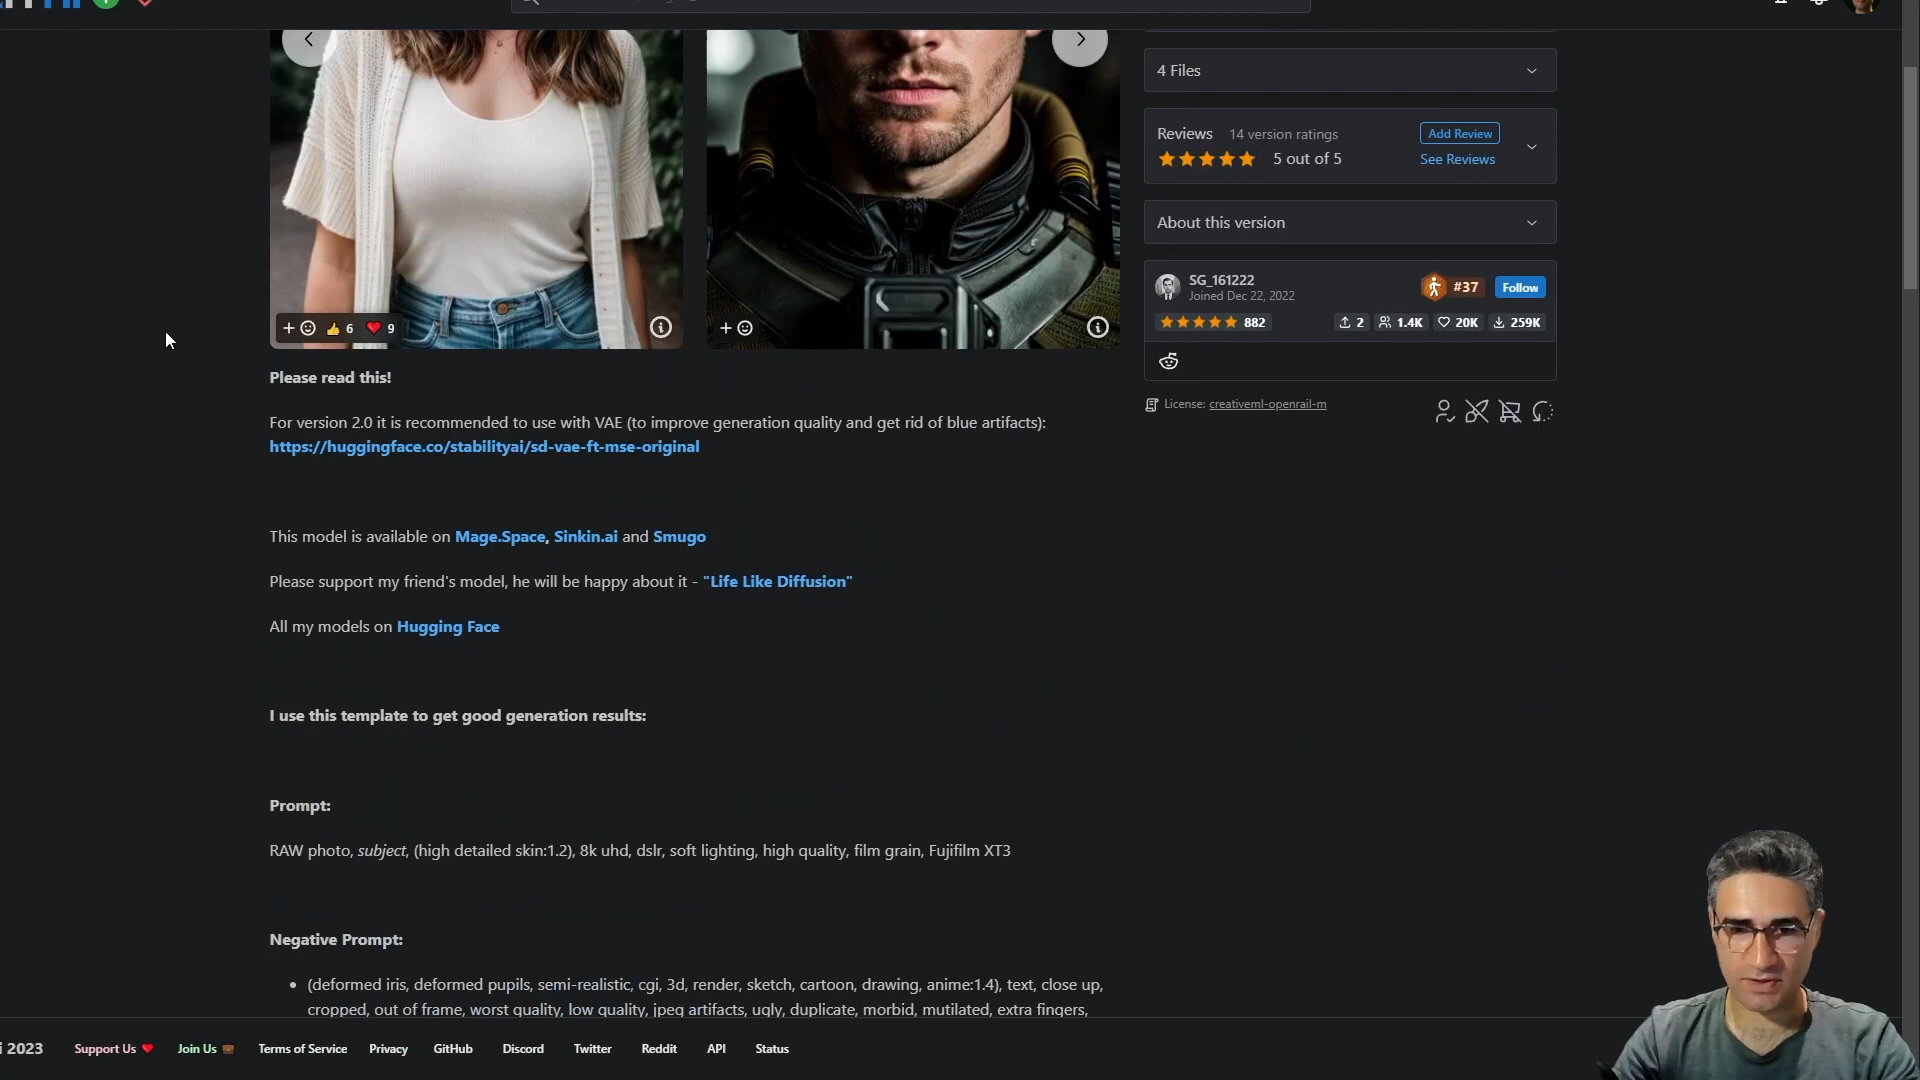 4 Files
Reviews 14 version ratings
Add Review
5 out of 5
See Reviews
About this version
SG_161222
Joined Dec 22, 2022
#37
Follow
882
2
1.4K
20K
259K
License: creativeml-openrail-m
6
9
Please read this!
For version 2.0 it is recommended to use with VAE (to improve generation quality and get rid of blue artifacts):
https://huggingface.co/stabilityai/sd-vae-ft-mse-original
This model is available on Mage.Space, Sinkin.ai and Smugo
Please support my friend's model, he will be happy about it - "Life Like Diffusion"
All my models on Hugging Face
I use this template to get good generation results:
Prompt:
RAW photo, subject, (high detailed skin:1.2), 8k uhd, dslr, soft lighting, high quality, film grain, Fujifilm XT3
Negative Prompt:
• (deformed iris, deformed pupils, semi-realistic, cgi, 3d, render, sketch, cartoon, drawing, anime:1.4), text, close up,
cropped, out of frame, worst quality, low quality, jpeg artifacts, ugly, duplicate, morbid, mutilated, extra fingers,
i 2023
Support Us
Join Us
Terms of Service
Privacy
GitHub
Discord
Twitter
Reddit
API
Status